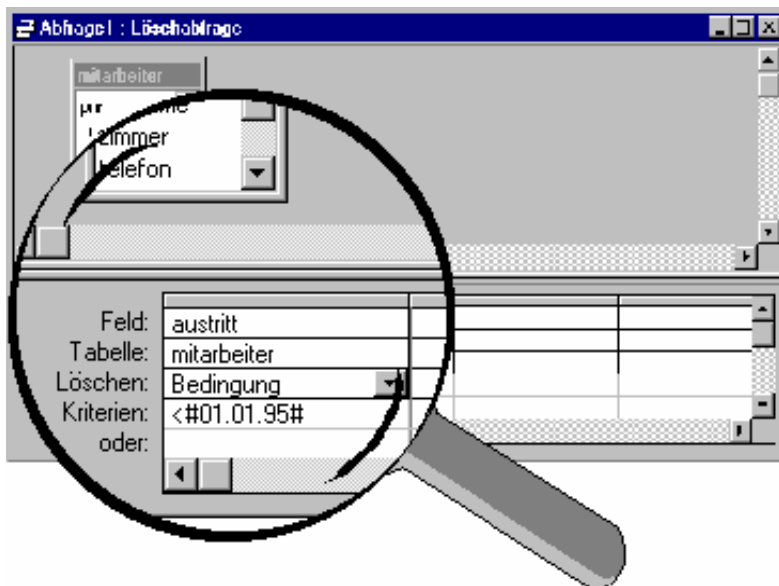 Abfrage1 : Löschabfrage
mitarbeiter
zimmer
telefon
Feld: austritt
Tabelle: mitarbeiter
Löschen: Bedingung
Kriterien: <#01.01.95#
oder: